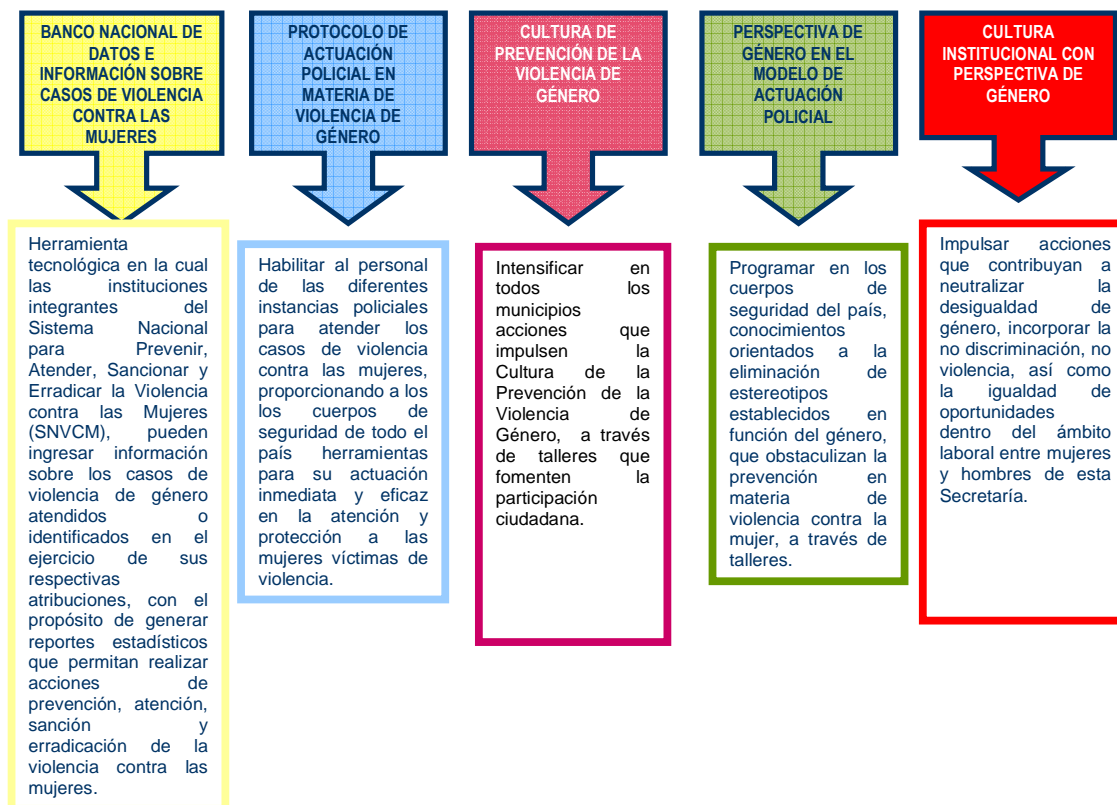 BANCO NACIONAL DE
DATOS E
INFORMACIÓN SOBRE
CASOS DE VIOLENCIA
CONTRA LAS
MUJERES
Herramienta
tecnológica en la cual
las instituciones
integrantes del
Sistema Nacional
para Prevenir,
Atender, Sancionar y
Erradicar la Violencia
contra las Mujeres
(SNVCM), pueden
ingresar información
sobre los casos de
violencia de género
atendidos o
identificados en el
ejercicio de sus
respectivas
atribuciones, con el
propósito de generar
reportes estadísticos
que permitan realizar
acciones de
prevención, atención,
sanción y
erradicación de la
violencia contra las
mujeres.
PROTOCOLO DE
ACTUACIÓN
POLICIAL EN
MATERIA DE
VIOLENCIA DE
GÉNERO
Habilitar al personal
de las diferentes
instancias policiales
para atender los
casos de violencia
contra las mujeres,
proporcionando a los
los cuerpos de
seguridad de todo el
país herramientas
para su actuación
inmediata y eficaz
en la atención y
protección a las
mujeres víctimas de
violencia.
CULTURA DE
PREVENCIÓN DE LA
VIOLENCIA DE
GÉNERO
Intensificar en
todos los
municipios
acciones que
impulsen la
Cultura de la
Prevención de la
Violencia de
Género, a través
de talleres que
fomenten la
participación
ciudadana.
PERSPECTIVA DE
GÉNERO EN EL
MODELO DE
ACTUACIÓN
POLICIAL
Programar en los
cuerpos de
seguridad del país,
conocimientos
orientados a la
eliminación de
estereotipos
establecidos en
función del género,
que obstaculizan la
prevención en
materia de
violencia contra la
mujer, a través de
talleres.
CULTURA
INSTITUCIONAL CON
PERSPECTIVA DE
GÉNERO
Impulsar acciones
que contribuyan a
neutralizar la
desigualdad de
género, incorporar la
no discriminación, no
violencia, así como
la igualdad de
oportunidades
dentro del ámbito
laboral entre mujeres
y hombres de esta
Secretaría.